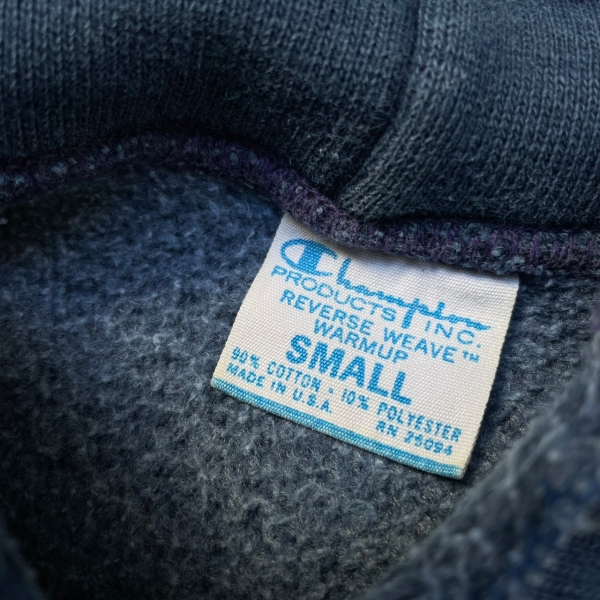 Champion
PRODUCTS INC.
REVERSE WEAVE™
WARMUP
SMALL
90% COTTON • 10% POLYESTER
MADE IN U.S.A. RN 26094